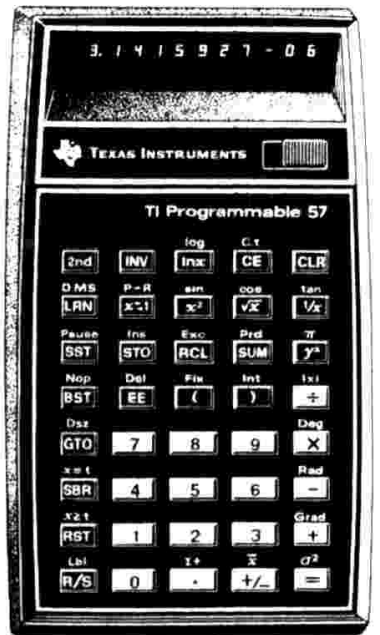 3.1415927-06
TEXAS INSTRUMENTS
TI Programmable 57
log C.t
2nd INV lnx CE CLR
D.MS P→R sin cos tan
LRN x⇄t x² √x 1/x
Pause Ins Exc Prd π
SST STO RCL SUM yˣ
Nop Del Fix Int |x|
BST EE ( ) ÷
Dsz Deg
GTO 7 8 9 ×
x=t Rad
SBR 4 5 6 −
x≥t Grad
RST 1 2 3 +
Lbl Σ+ x̄ σ²
R/S 0 . +/− =